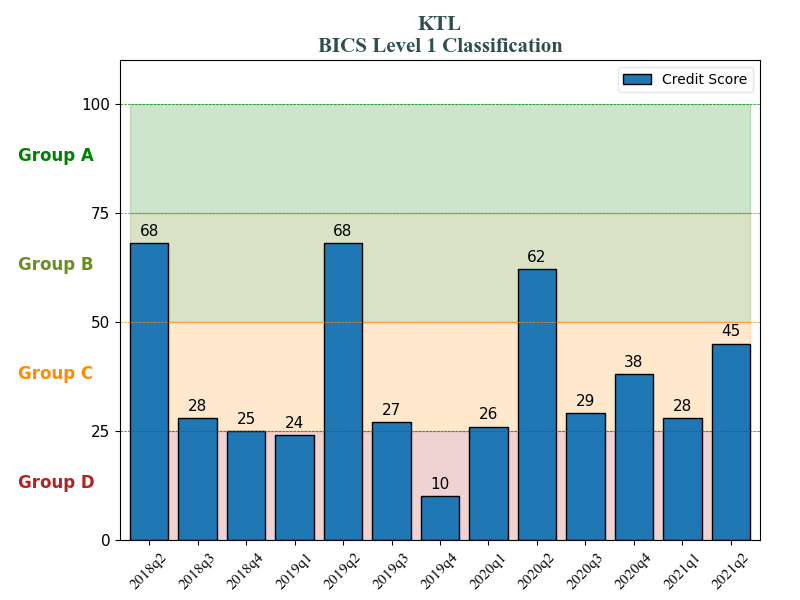 KTL
BICS Level 1 Classification
Credit Score
100
Group A
75
68
68
Group B
62
50
45
Group C
38
28
25
24
27
26
29
28
25
Group D
10
0
2018q2
2018q3
2018q4
2019q1
2019q2
2019q3
2019q4
2020q1
2020q2
2020q3
2020q4
2021q1
2021q2